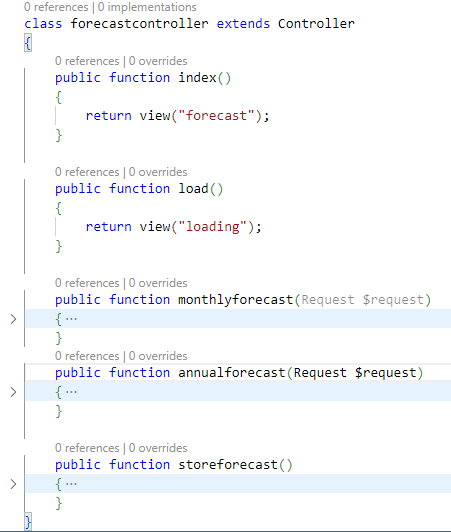 0 references | 0 implementations
class forecastcontroller extends Controller
{
0 references | 0 overrides
public function index()
{
return view("forecast");
}
0 references | 0 overrides
public function load()
{
return view("loading");
}
0 references | 0 overrides
public function monthlyforecast(Request $request)
{ ...
}
0 references | 0 overrides
public function annualforecast(Request $request)
{ ...
}
0 references | 0 overrides
public function storeforecast()
{ ...
}
}